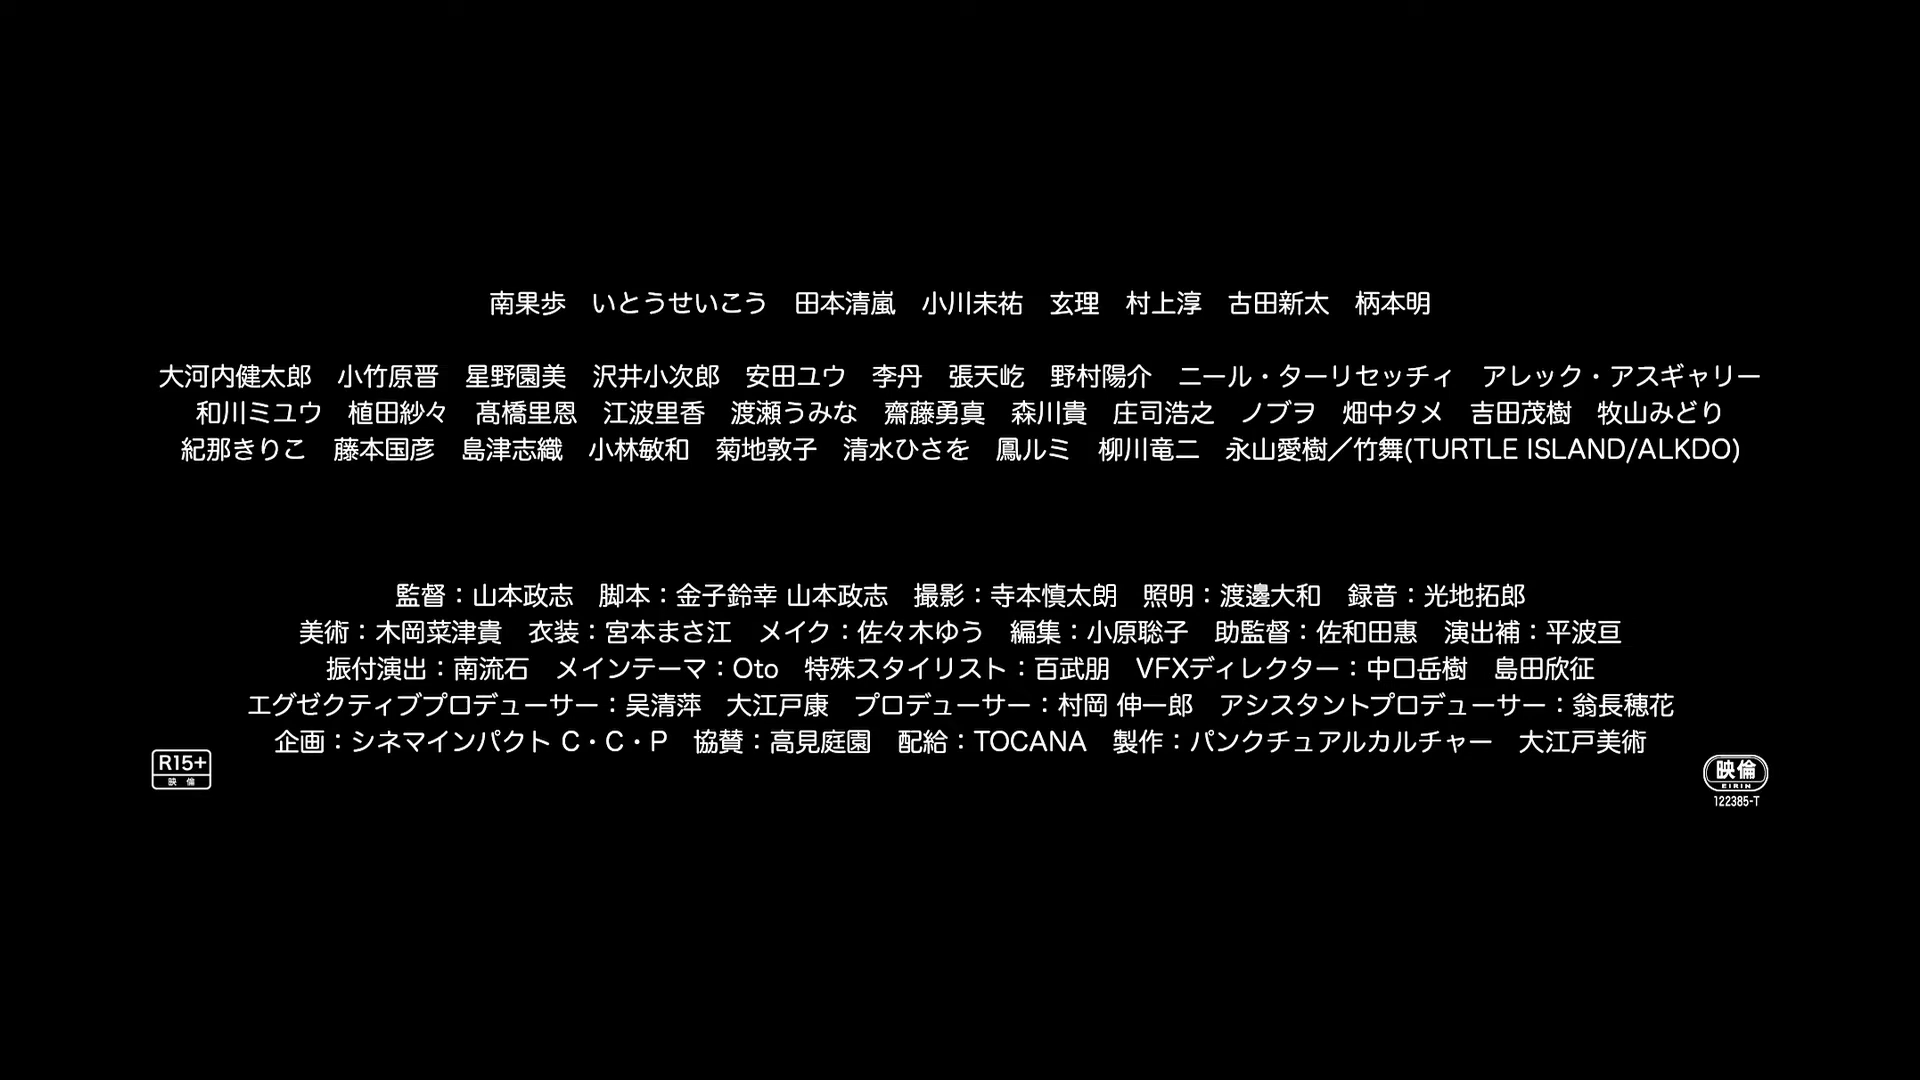 南果歩　いとうせいこう　田本清嵐　小川未祐　玄理　村上淳　古田新太　柄本明
大河内健太郎　小竹原晋　星野園美　沢井小次郎　安田ユウ　李丹　張天屹　野村陽介　ニール・ターリセッチィ　アレック・アスギャリー
和川ミユウ　植田紗々　髙橋里恩　江波里香　渡瀬うみな　齋藤勇真　森川貴　庄司浩之　ノブヲ　畑中タメ　吉田茂樹　牧山みどり
紀那きりこ　藤本国彦　島津志織　小林敏和　菊地敦子　清水ひさを　鳳ルミ　柳川竜二　永山愛樹／竹舞(TURTLE ISLAND/ALKDO)
監督：山本政志　脚本：金子鈴幸 山本政志　撮影：寺本慎太朗　照明：渡邊大和　録音：光地拓郎
美術：木岡菜津貴　衣装：宮本まさ江　メイク：佐々木ゆう　編集：小原聡子　助監督：佐和田惠　演出補：平波亘
振付演出：南流石　メインテーマ：Oto　特殊スタイリスト：百武朋　VFXディレクター：中口岳樹　島田欣征
エグゼクティブプロデューサー：吴清萍　大江戸康　プロデューサー：村岡 伸一郎　アシスタントプロデューサー：翁長穂花
企画：シネマインパクト C・C・P　協賛：高見庭園　配給：TOCANA　製作：パンクチュアルカルチャー　大江戸美術
R15+
映倫
映倫
EIRIN
122385-T